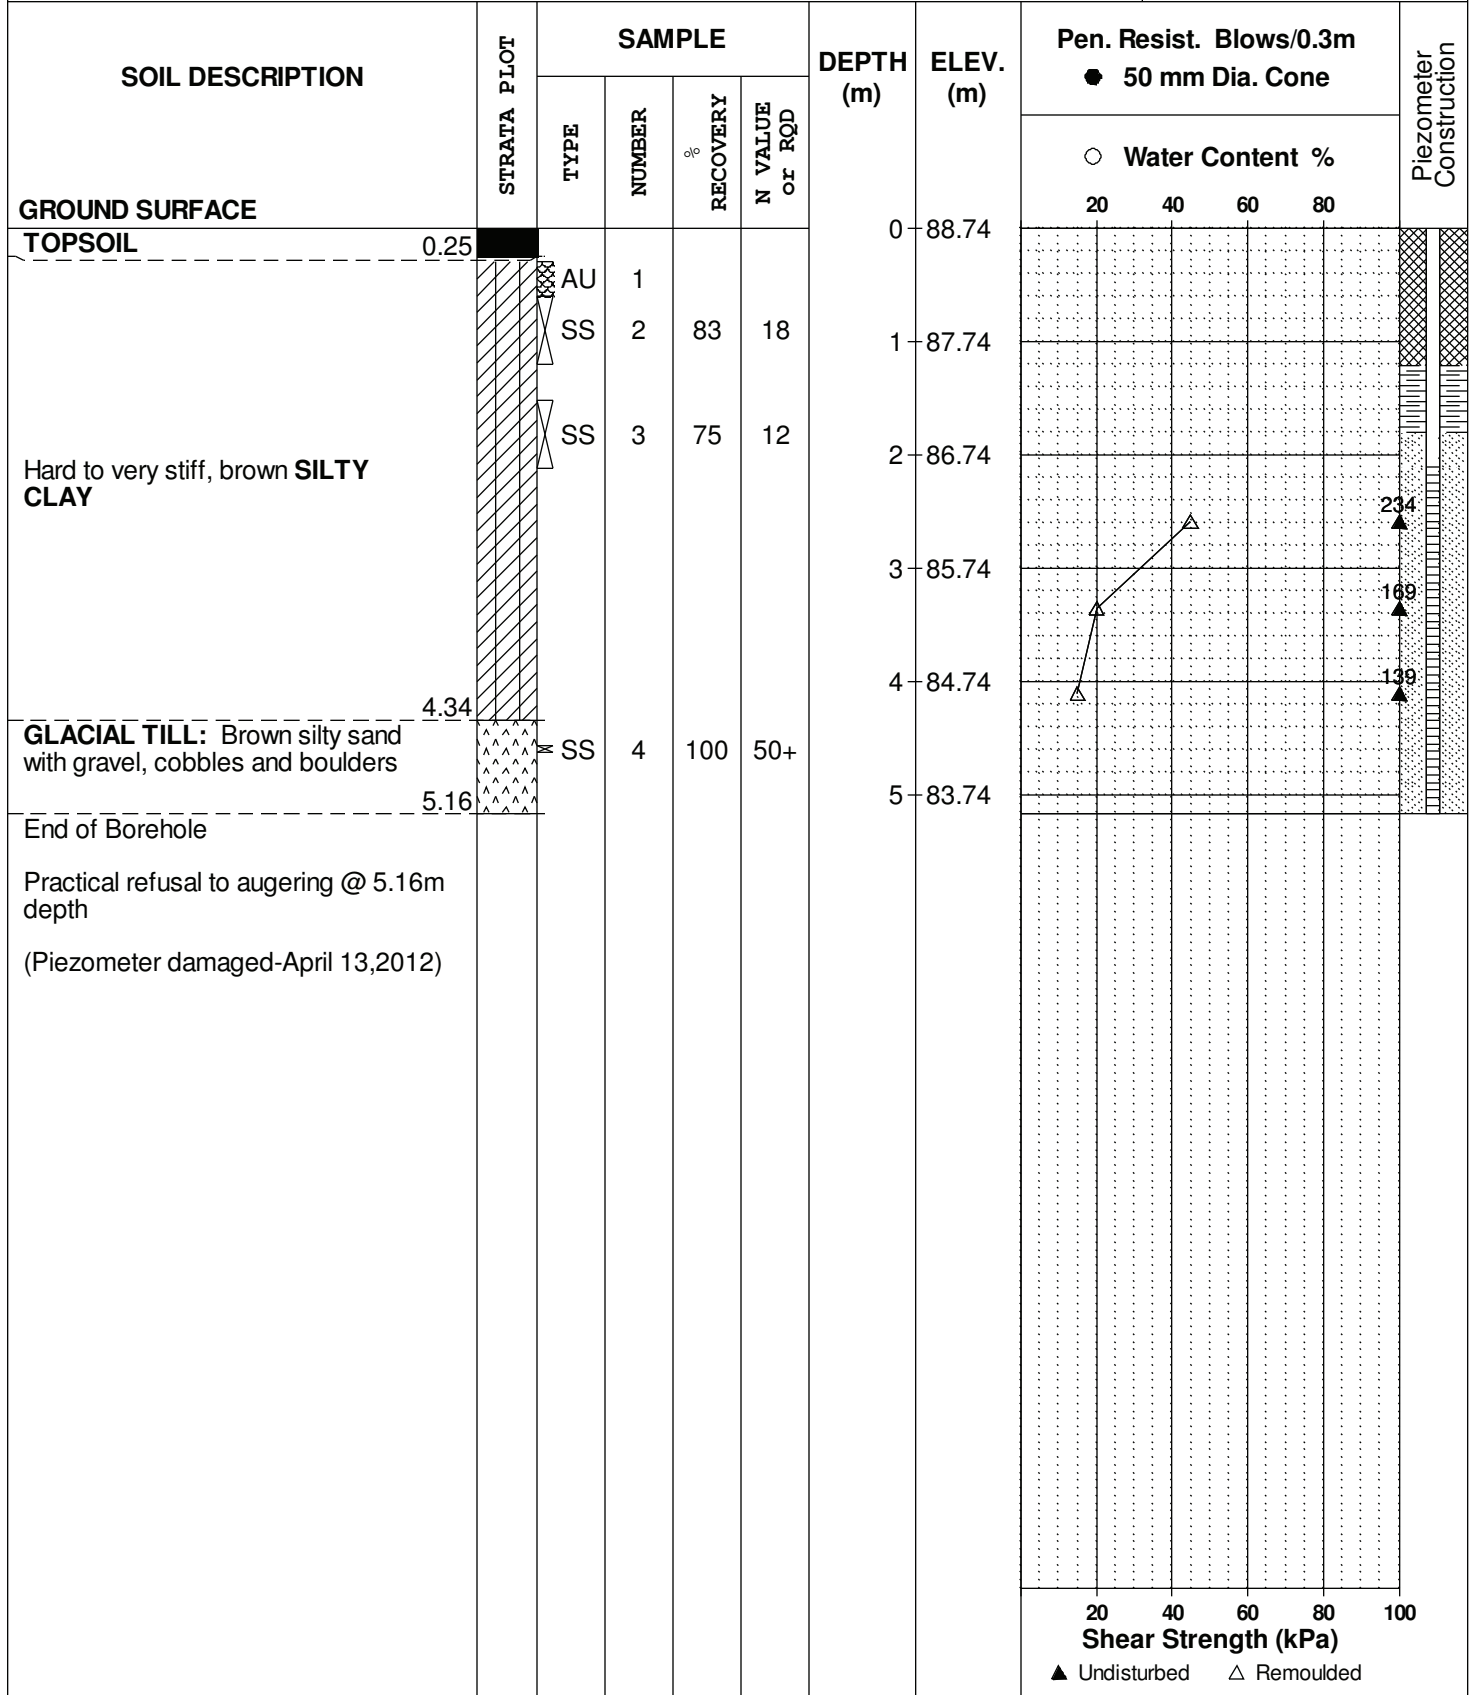 SOIL DESCRIPTION
GROUND SURFACE
STRATA PLOT
SAMPLE
TYPE
NUMBER
%
RECOVERY
N VALUE
or RQD
DEPTH
(m)
ELEV.
(m)
Pen. Resist. Blows/0.3m
● 50 mm Dia. Cone
○ Water Content %
20 40 60 80
Piezometer
Construction
TOPSOIL 0.25
0 88.74
AU 1
SS 2 83 18
1 87.74
SS 3 75 12
2 86.74
Hard to very stiff, brown SILTY
CLAY
234
3 85.74
169
4 84.74
139
4.34
GLACIAL TILL: Brown silty sand
with gravel, cobbles and boulders
SS 4 100 50+
5.16
5 83.74
End of Borehole
Practical refusal to augering @ 5.16m
depth
(Piezometer damaged-April 13,2012)
20 40 60 80 100
Shear Strength (kPa)
▲ Undisturbed △ Remoulded